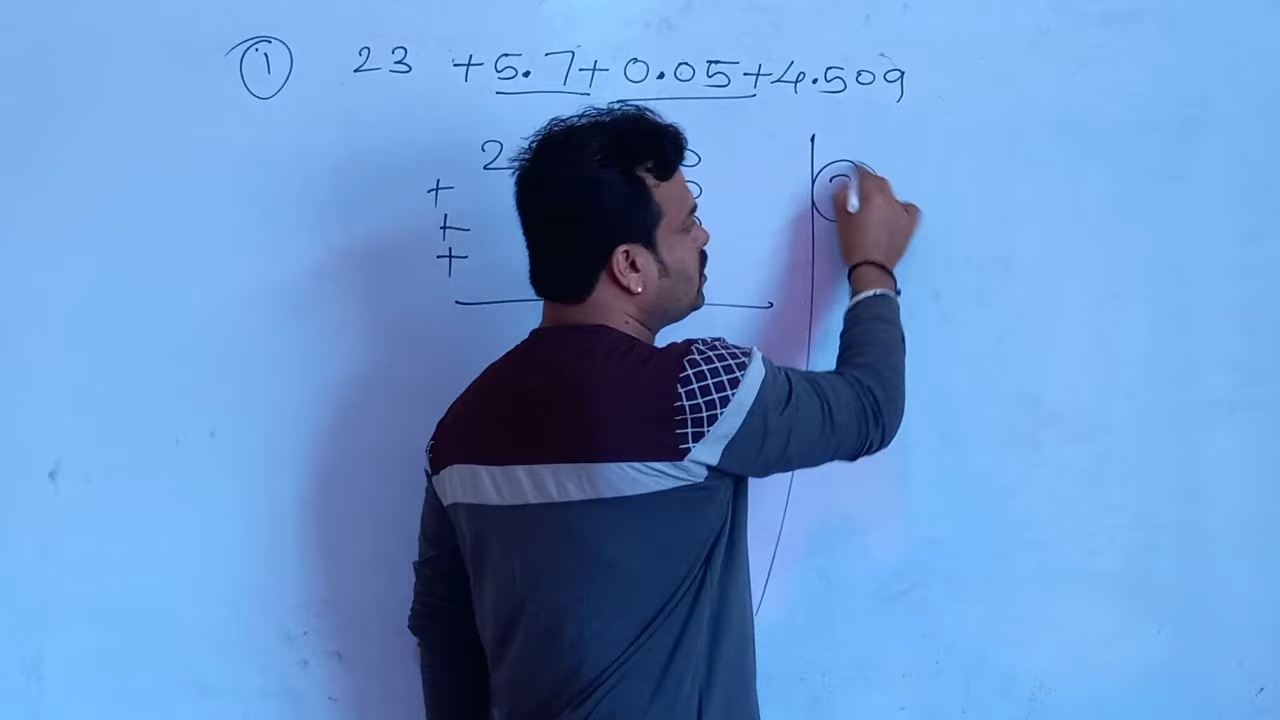 ① 23 +5.7+ 0.05+4.509
2
+
+
+